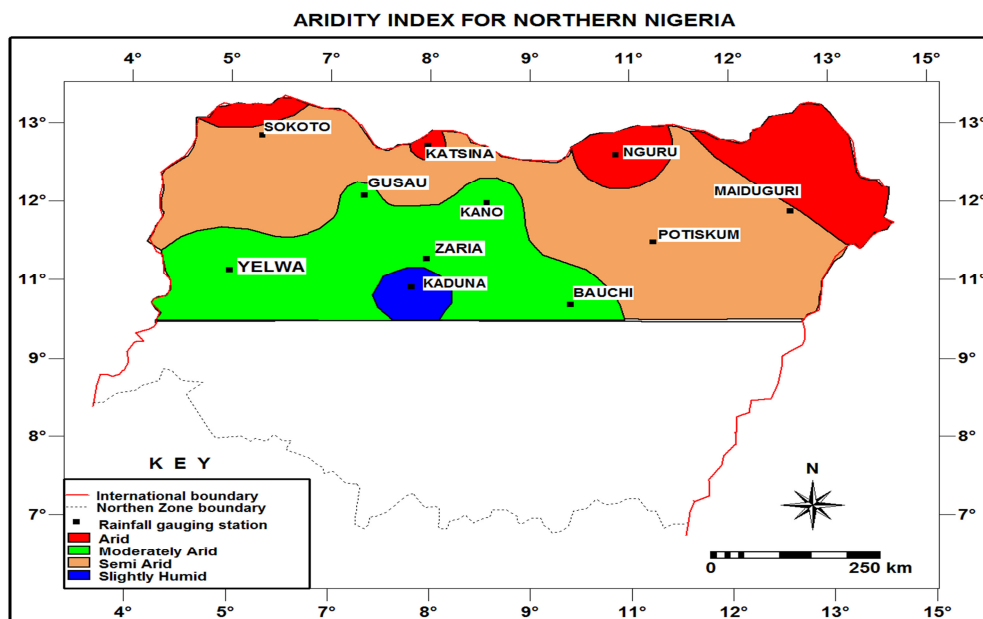 ARIDITY INDEX FOR NORTHERN NIGERIA
4° 5° 7° 8° 9° 11° 12° 13° 15°
13° 13°
SOKOTO
KATSINA
NGURU
GUSAU
MAIDUGURI
12° 12°
KANO
POTISKUM
ZARIA
YELWA
11° 11°
KADUNA
BAUCHI
9° 9°
8° 8°
7° 7°
KEY
International boundary
Northen Zone boundary
Rainfall gauging station
Arid
Moderately Arid
Semi Arid
Slightly Humid
N
0 250 km
4° 5° 7° 8° 9° 11° 12° 13° 15°